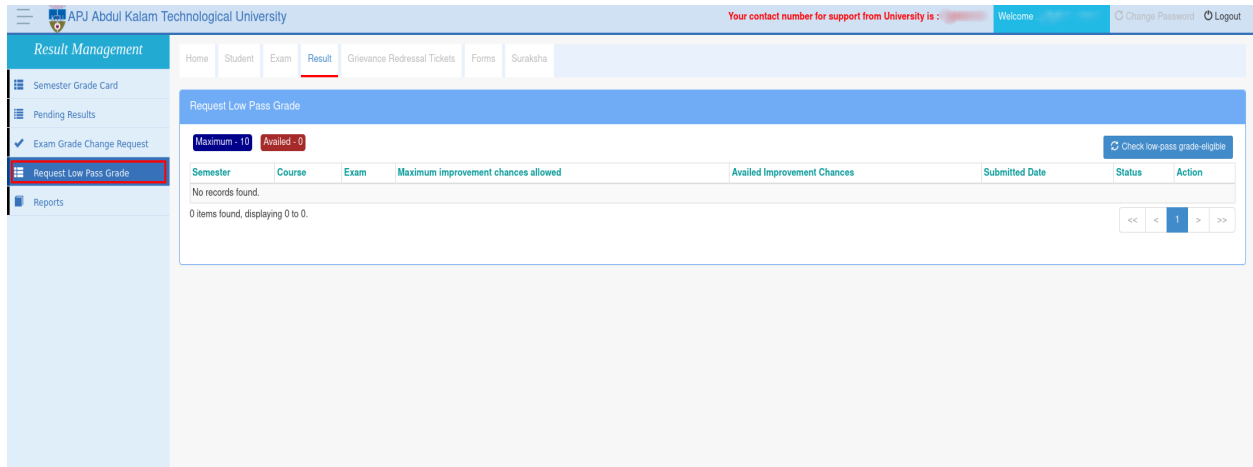 APJ Abdul Kalam Technological University
Your contact number for support from University is :
Welcome
Change Password
Logout
Result Management
Semester Grade Card
Pending Results
Exam Grade Change Request
Request Low Pass Grade
Reports
Home Student Exam Result Grievance Redressal Tickets Forms Suraksha
Request Low Pass Grade
Maximum - 10 Availed - 0
Check low-pass grade-eligible
Semester Course Exam Maximum improvement chances allowed Availed Improvement Chances Submitted Date Status Action
No records found.
0 items found, displaying 0 to 0.
<< < 1 > >>